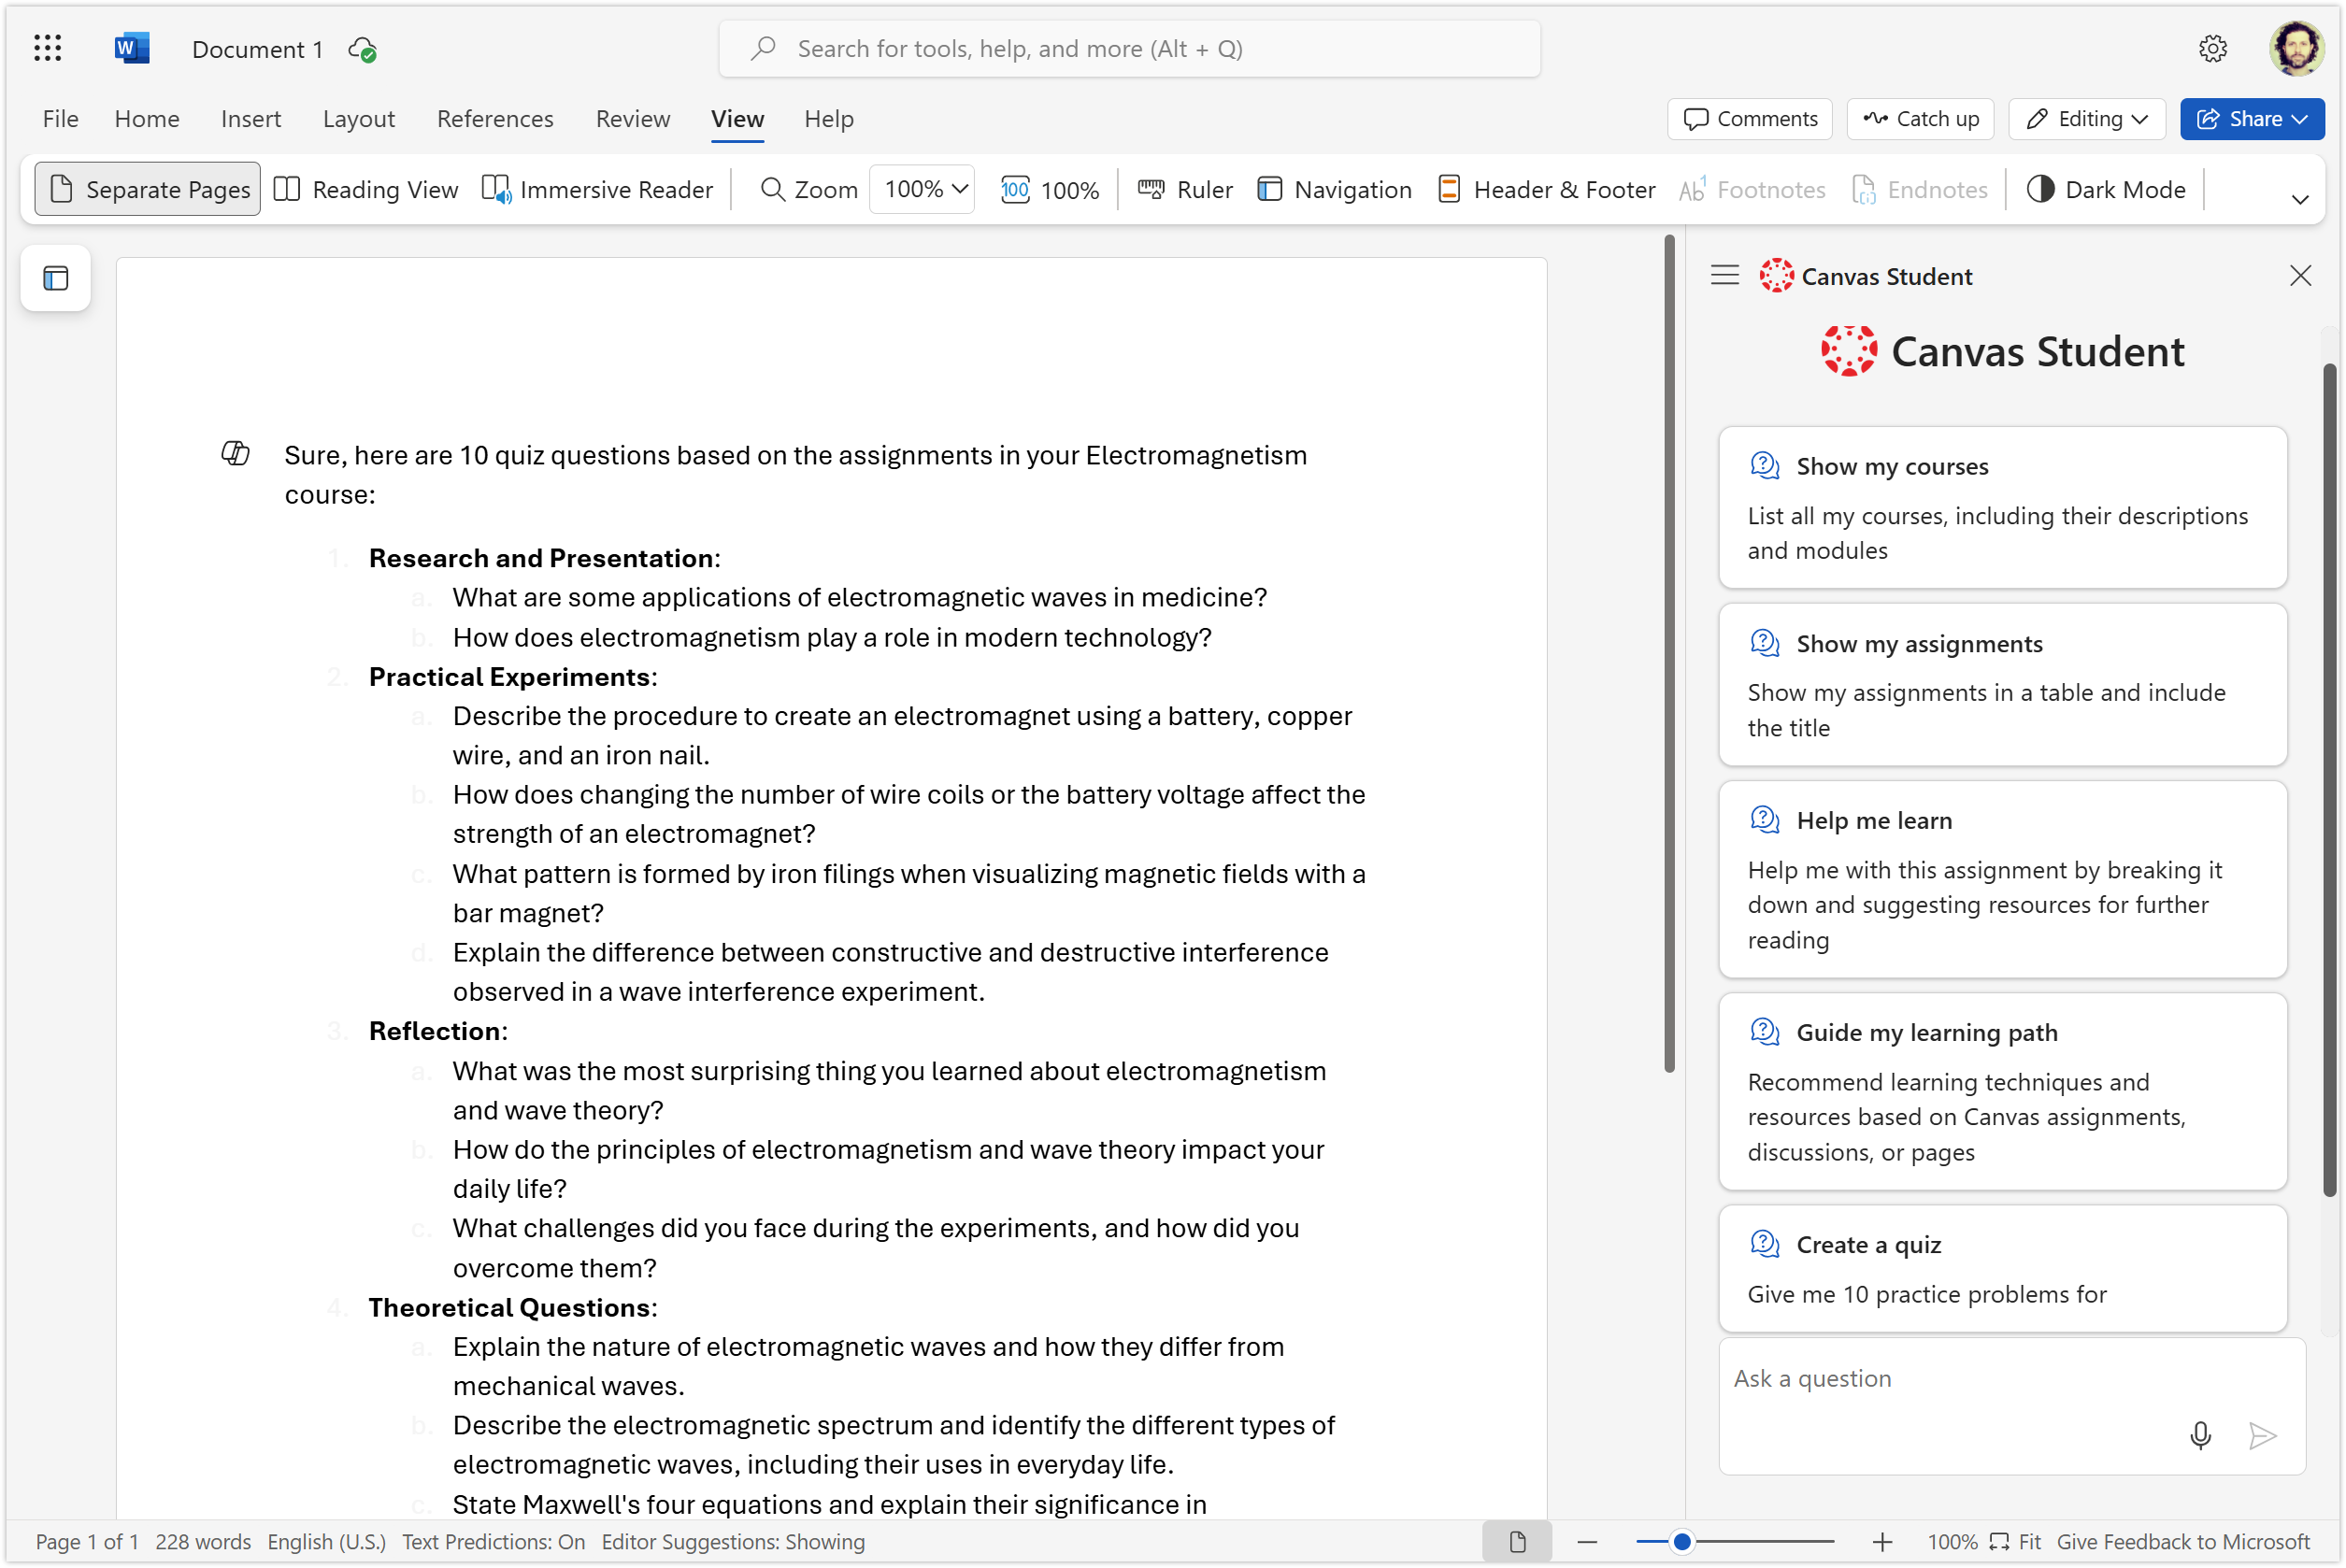 Document 1
Search for tools, help, and more (Alt + Q)
File Home Insert Layout References Review View Help
Comments Catch up Editing Share
Separate Pages Reading View Immersive Reader Zoom 100% 100 100% Ruler Navigation Header & Footer Footnotes Endnotes Dark Mode
Sure, here are 10 quiz questions based on the assignments in your Electromagnetism
course:
1. Research and Presentation:
a. What are some applications of electromagnetic waves in medicine?
b. How does electromagnetism play a role in modern technology?
2. Practical Experiments:
a. Describe the procedure to create an electromagnet using a battery, copper
wire, and an iron nail.
b. How does changing the number of wire coils or the battery voltage affect the
strength of an electromagnet?
c. What pattern is formed by iron filings when visualizing magnetic fields with a
bar magnet?
d. Explain the difference between constructive and destructive interference
observed in a wave interference experiment.
3. Reflection:
a. What was the most surprising thing you learned about electromagnetism
and wave theory?
b. How do the principles of electromagnetism and wave theory impact your
daily life?
c. What challenges did you face during the experiments, and how did you
overcome them?
4. Theoretical Questions:
a. Explain the nature of electromagnetic waves and how they differ from
mechanical waves.
b. Describe the electromagnetic spectrum and identify the different types of
electromagnetic waves, including their uses in everyday life.
c. State Maxwell's four equations and explain their significance in
Canvas Student
Canvas Student
Show my courses
List all my courses, including their descriptions
and modules
Show my assignments
Show my assignments in a table and include
the title
Help me learn
Help me with this assignment by breaking it
down and suggesting resources for further
reading
Guide my learning path
Recommend learning techniques and
resources based on Canvas assignments,
discussions, or pages
Create a quiz
Give me 10 practice problems for
Ask a question
Page 1 of 1 228 words English (U.S.) Text Predictions: On Editor Suggestions: Showing
100% Fit Give Feedback to Microsoft